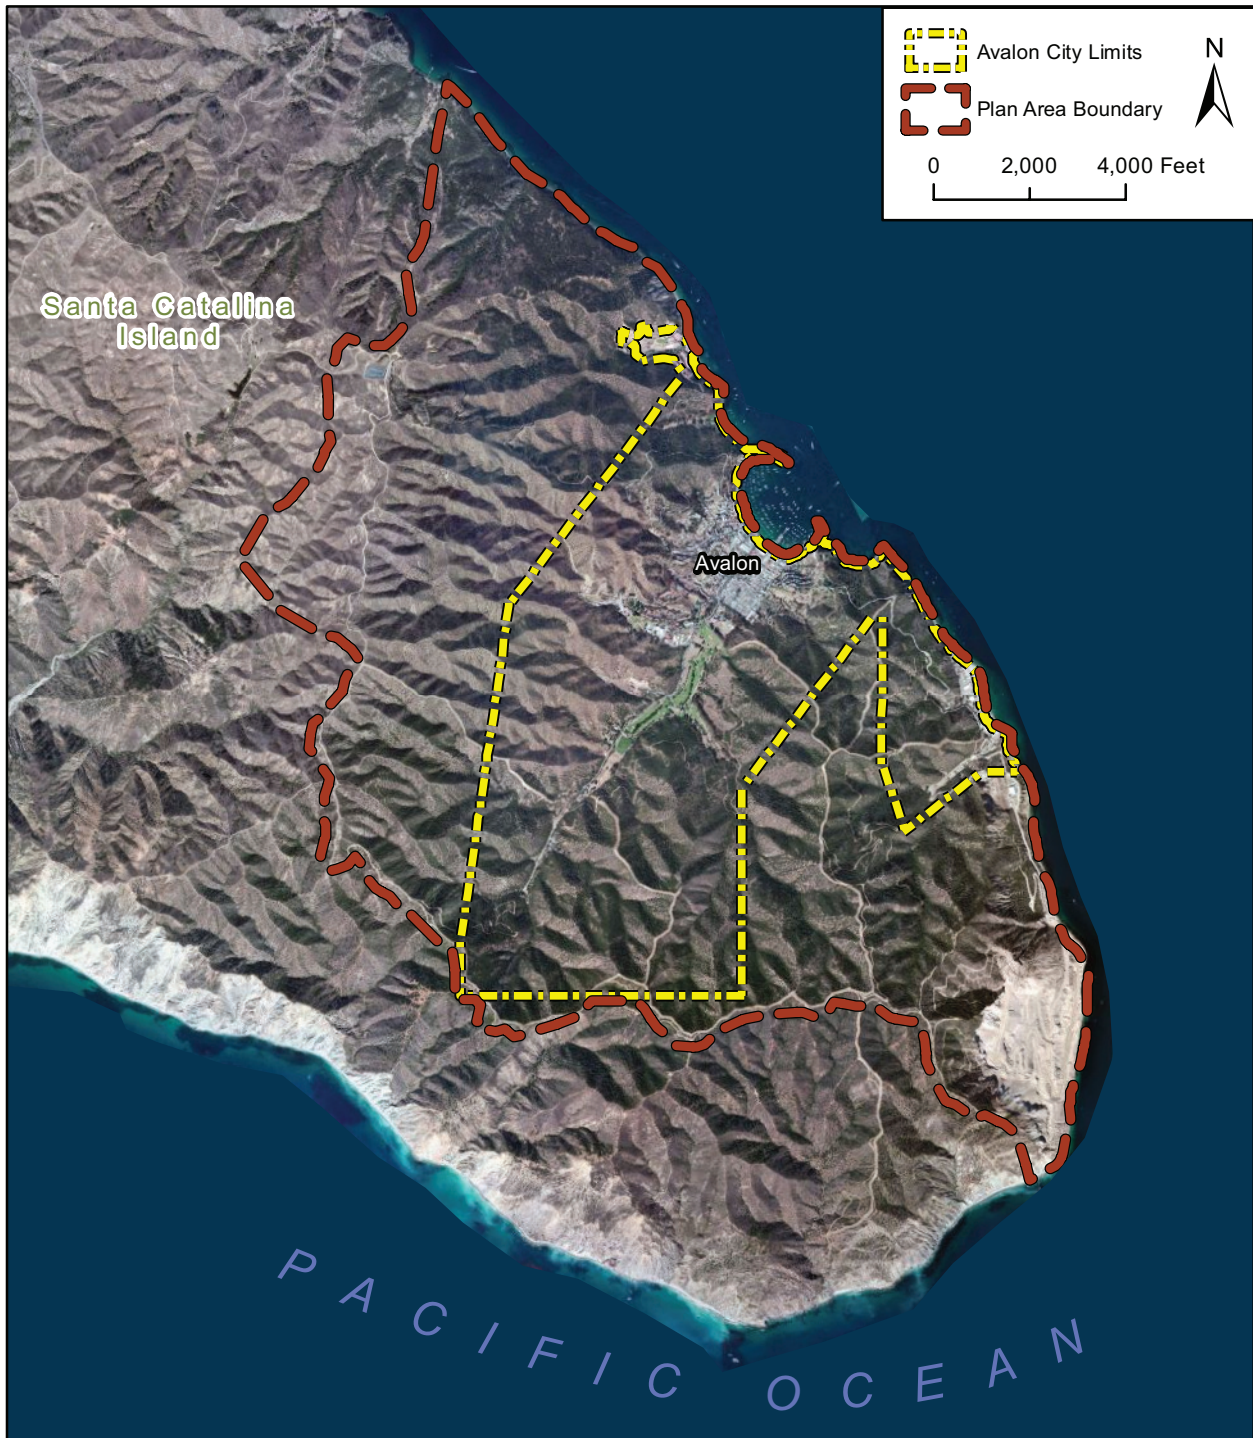 Avalon City Limits
Plan Area Boundary
N
0 2,000 4,000 Feet
Santa Catalina
Island
Avalon
PACIFIC OCEAN